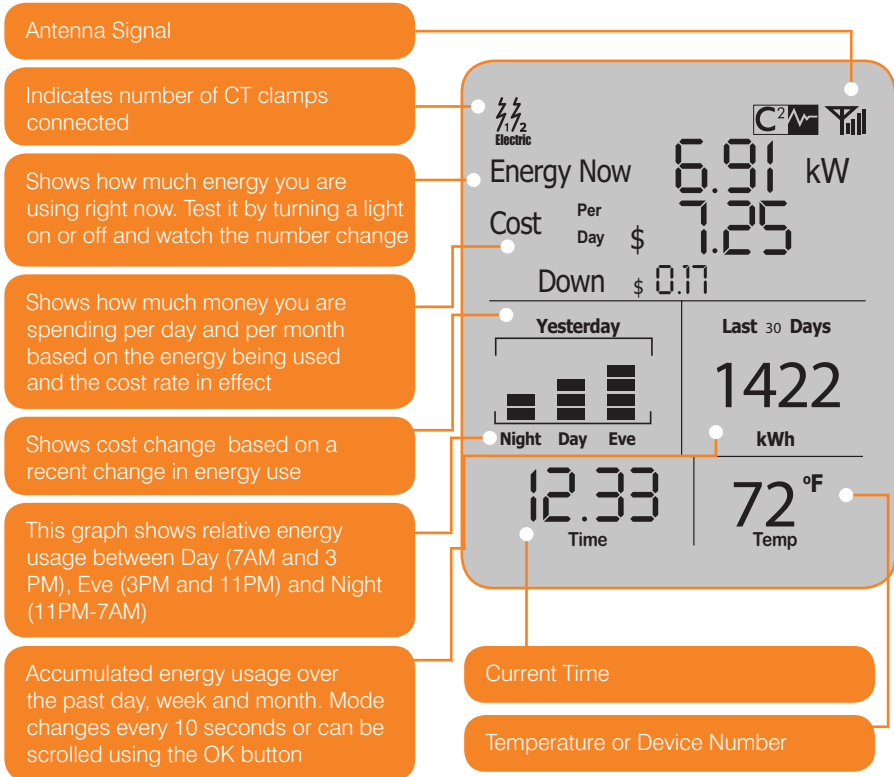 Antenna Signal
Indicates number of CT clamps
connected
Shows how much energy you are
using right now. Test it by turning a light
on or off and watch the number change
Shows how much money you are
spending per day and per month
based on the energy being used
and the cost rate in effect
Shows cost change based on a
recent change in energy use
This graph shows relative energy
usage between Day (7AM and 3
PM), Eve (3PM and 11PM) and Night
(11PM-7AM)
Accumulated energy usage over
the past day, week and month. Mode
changes every 10 seconds or can be
scrolled using the OK button
1 2
Electric
C2
Energy Now 6.91 kW
Cost Per Day $ 7.25
Down $ 0.17
Yesterday
Night Day Eve
Last 30 Days
1422
kWh
12.33
Time
72 °F
Temp
Current Time
Temperature or Device Number